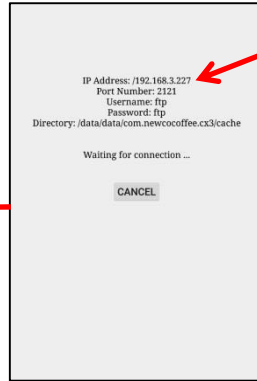 IP Address: /192.168.3.227
Port Number: 2121
Username: ftp
Password: ftp
Directory: /data/data/com.newcocoffee.cx3/cache
Waiting for connection ...
CANCEL